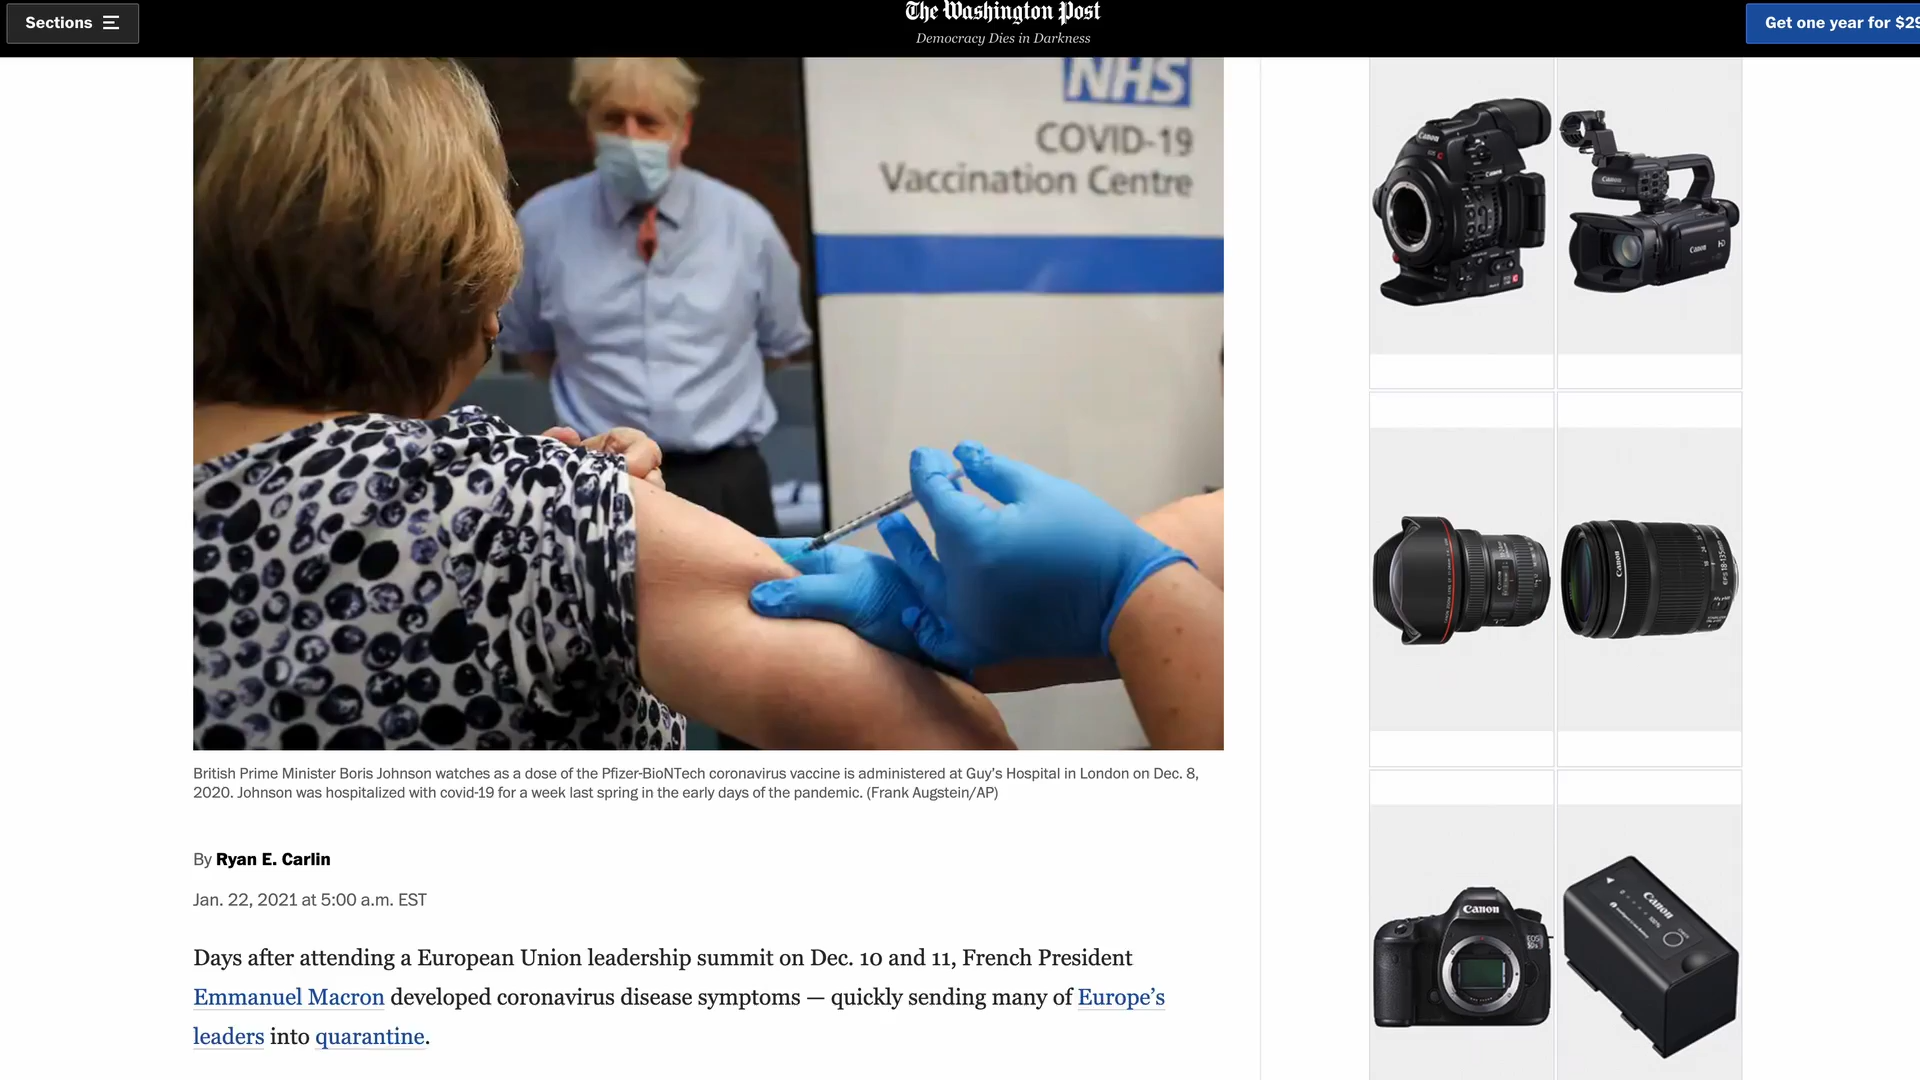 Sections
The Washington Post
Democracy Dies in Darkness
Get one year for $29
NHS
COVID-19
Vaccination Centre
British Prime Minister Boris Johnson watches as a dose of the Pfizer-BioNTech coronavirus vaccine is administered at Guy's Hospital in London on Dec. 8,
2020. Johnson was hospitalized with covid-19 for a week last spring in the early days of the pandemic. (Frank Augstein/AP)
By Ryan E. Carlin
Jan. 22, 2021 at 5:00 a.m. EST
Days after attending a European Union leadership summit on Dec. 10 and 11, French President
Emmanuel Macron developed coronavirus disease symptoms — quickly sending many of Europe’s
leaders into quarantine.
Canon
Canon
Canon
Canon
HD
Canon
Canon
Canon